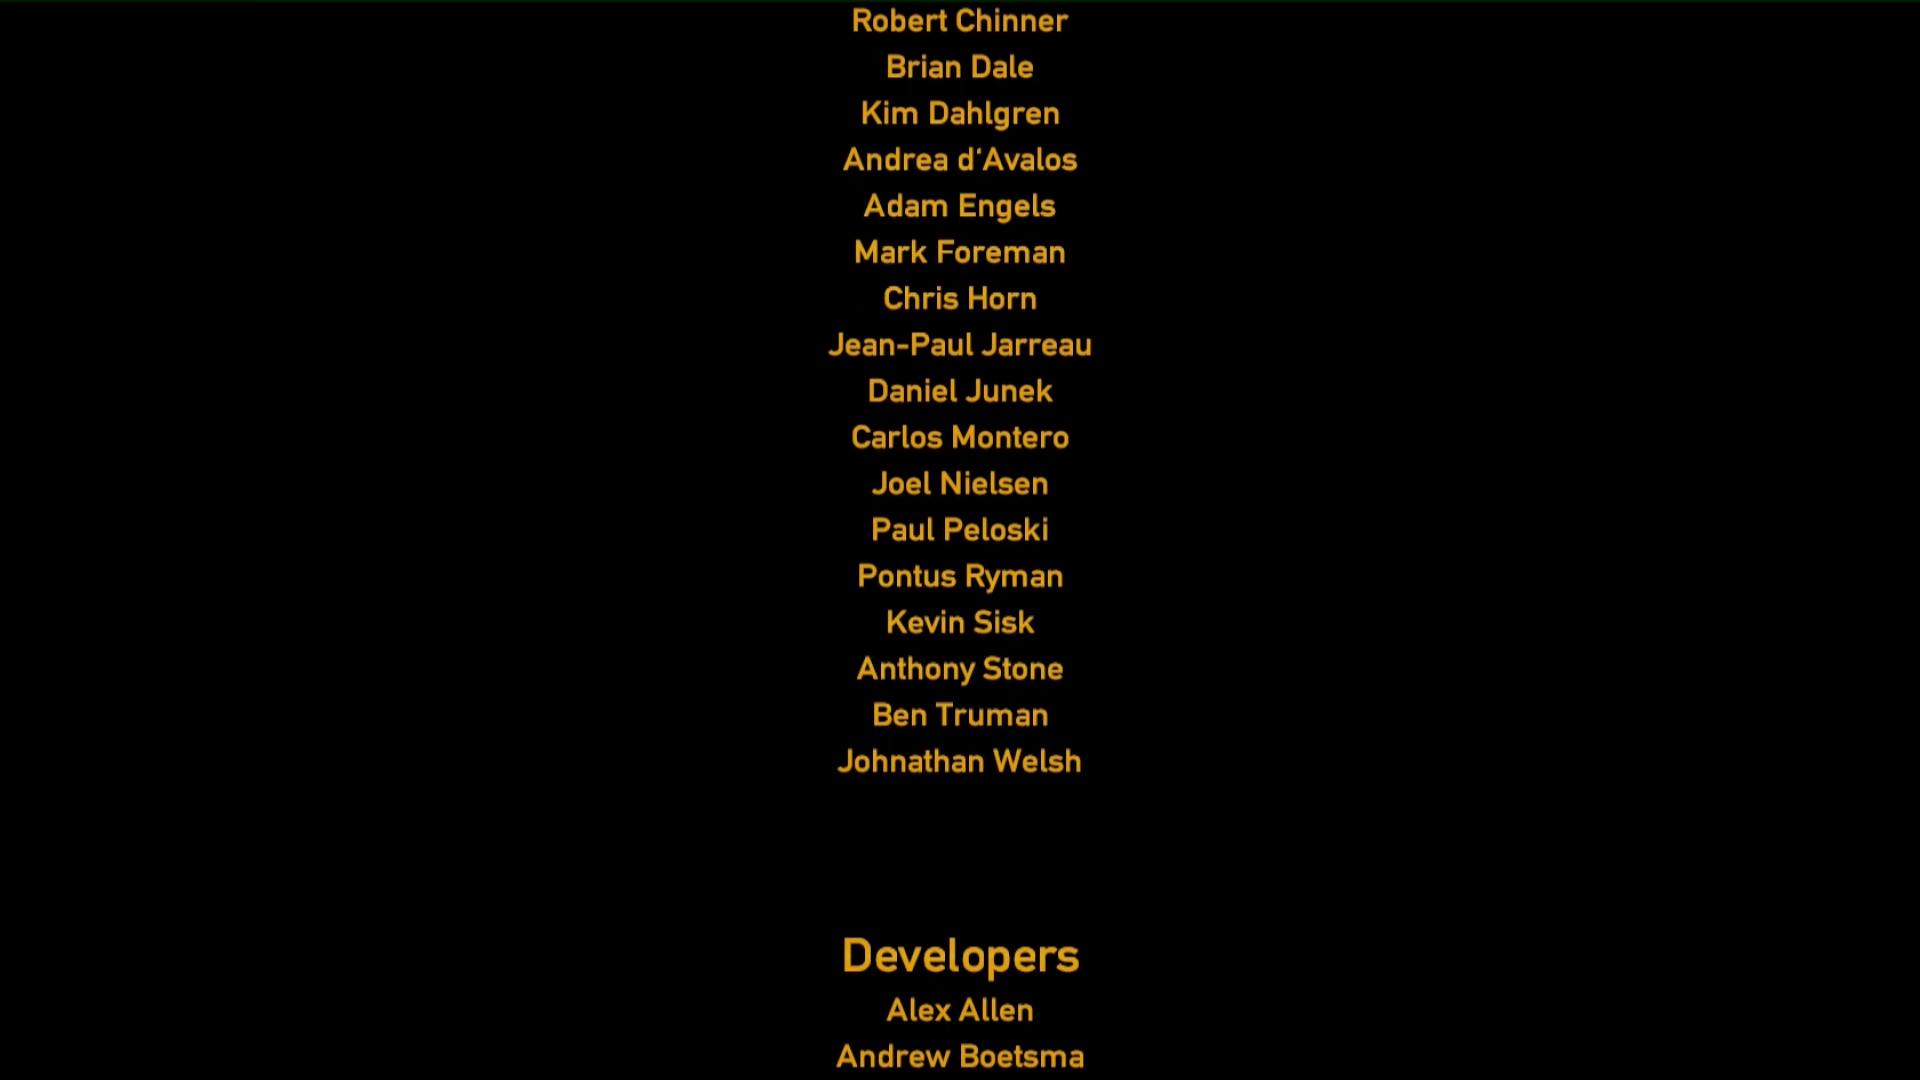 Robert Chinner
Brian Dale
Kim Dahlgren
Andrea d'Avalos
Adam Engels
Mark Foreman
Chris Horn
Jean-Paul Jarreau
Daniel Junek
Carlos Montero
Joel Nielsen
Paul Peloski
Pontus Ryman
Kevin Sisk
Anthony Stone
Ben Truman
Johnathan Welsh
Developers
Alex Allen
Andrew Boetsma